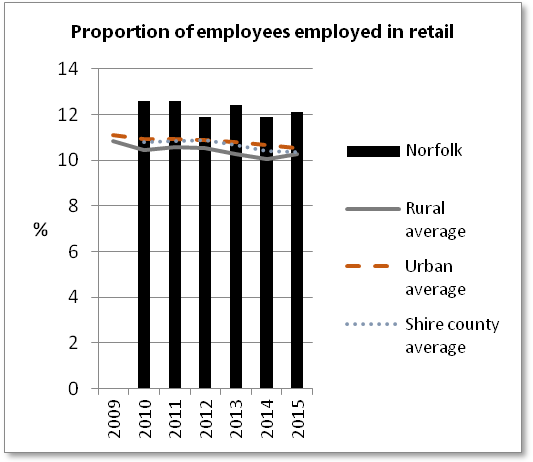 Proportion of employees employed in retail
14
12
10
8
6
4
2
0
%
2009
2010
2011
2012
2013
2014
2015
Norfolk
Rural
average
Urban
average
Shire county
average